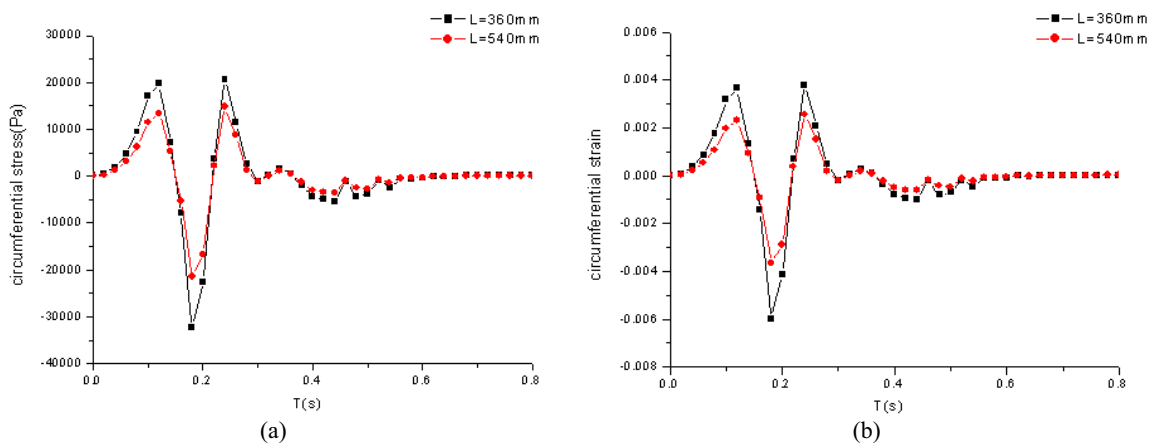 L=360mm
L=540mm
30000
20000
10000
0
-10000
-20000
-30000
-40000
circumferential stress(Pa)
0.0 0.2 0.4 0.6 0.8
T(s)
(a)
L=360mm
L=540mm
0.006
0.004
0.002
0.000
-0.002
-0.004
-0.006
-0.008
circumferential strain
0.0 0.2 0.4 0.6 0.8
T(s)
(b)